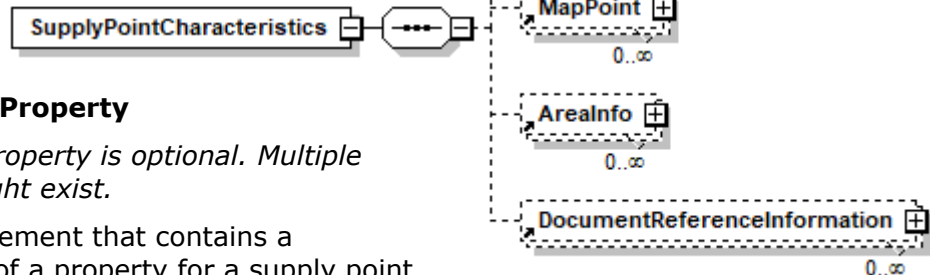 SupplyPointCharacteristics
MapPoint
0..∞
Property
roperty is optional. Multiple
ght exist.
ement that contains a
of a property for a supply point
AreaInfo
0..∞
DocumentReferenceInformation
0..∞